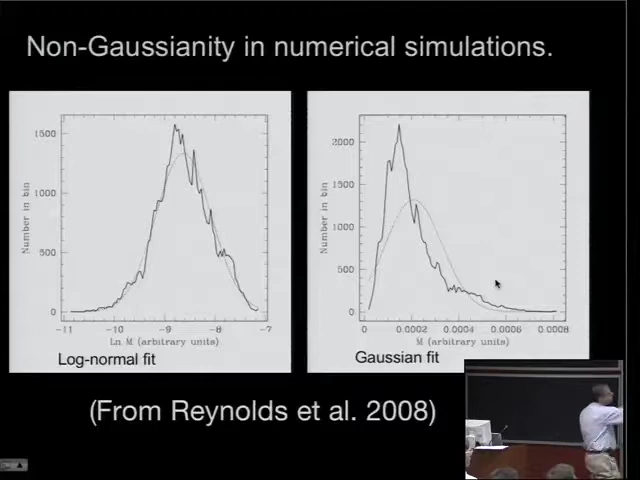 Non-Gaussianity in numerical simulations.
1500
1000
500
0
Number in bin
-11
-10
-9
-8
-7
Ln M (arbitrary units)
Log-normal fit
2000
1500
1000
500
0
Number in bin
0
0.0002
0.0004
0.0006
0.0008
M (arbitrary units)
Gaussian fit
(From Reynolds et al. 2008)